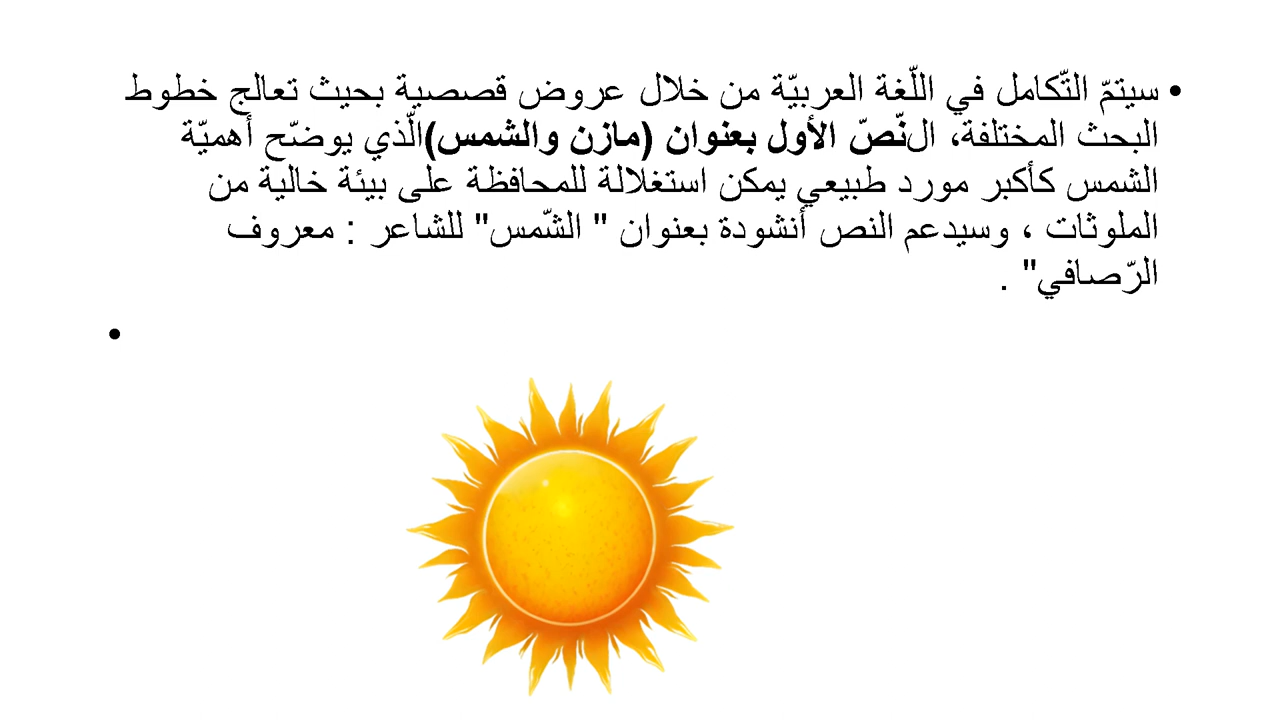 • سيتمّ التّكامل في اللّغة العربيّة من خلال عروض قصصية بحيث تعالج خطوط
البحث المختلفة، النّصّ الأول بعنوان (مازن والشمس)الّذي يوضّح أهميّة
الشمس كأكبر مورد طبيعي يمكن استغلالة للمحافظة على بيئة خالية من
الملوثات ، وسيدعم النص أنشودة بعنوان " الشّمس" للشاعر : معروف
الرّصافي" .
•